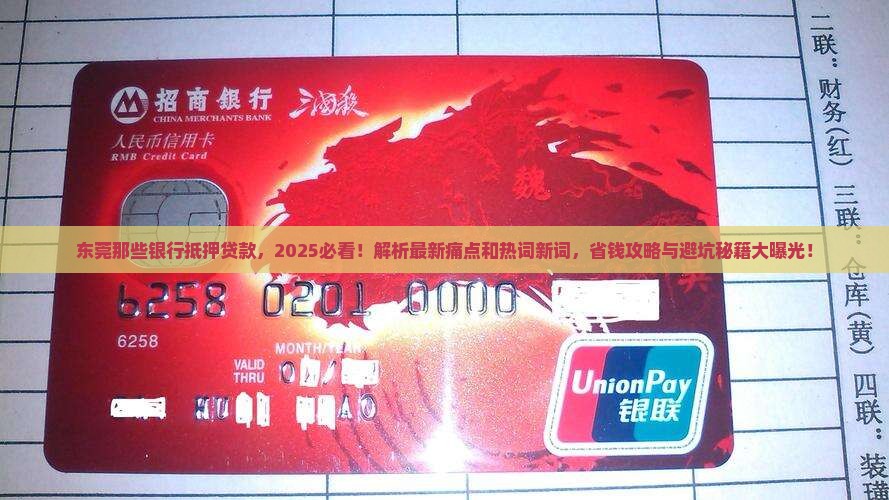 招商银行
CHINA MERCHANTS BANK
三国杀
人民币信用卡
RMB Credit Card
魏
东莞那些银行抵押贷款，2025必看！解析最新痛点和热词新词，省钱攻略与避坑秘籍大曝光！
吴
6258 0201 0000
6258
MONTH/YEAR
VALID
THRU
UnionPay
银联
二联：财务(红) 三联：仓库(黄) 四联：装璜